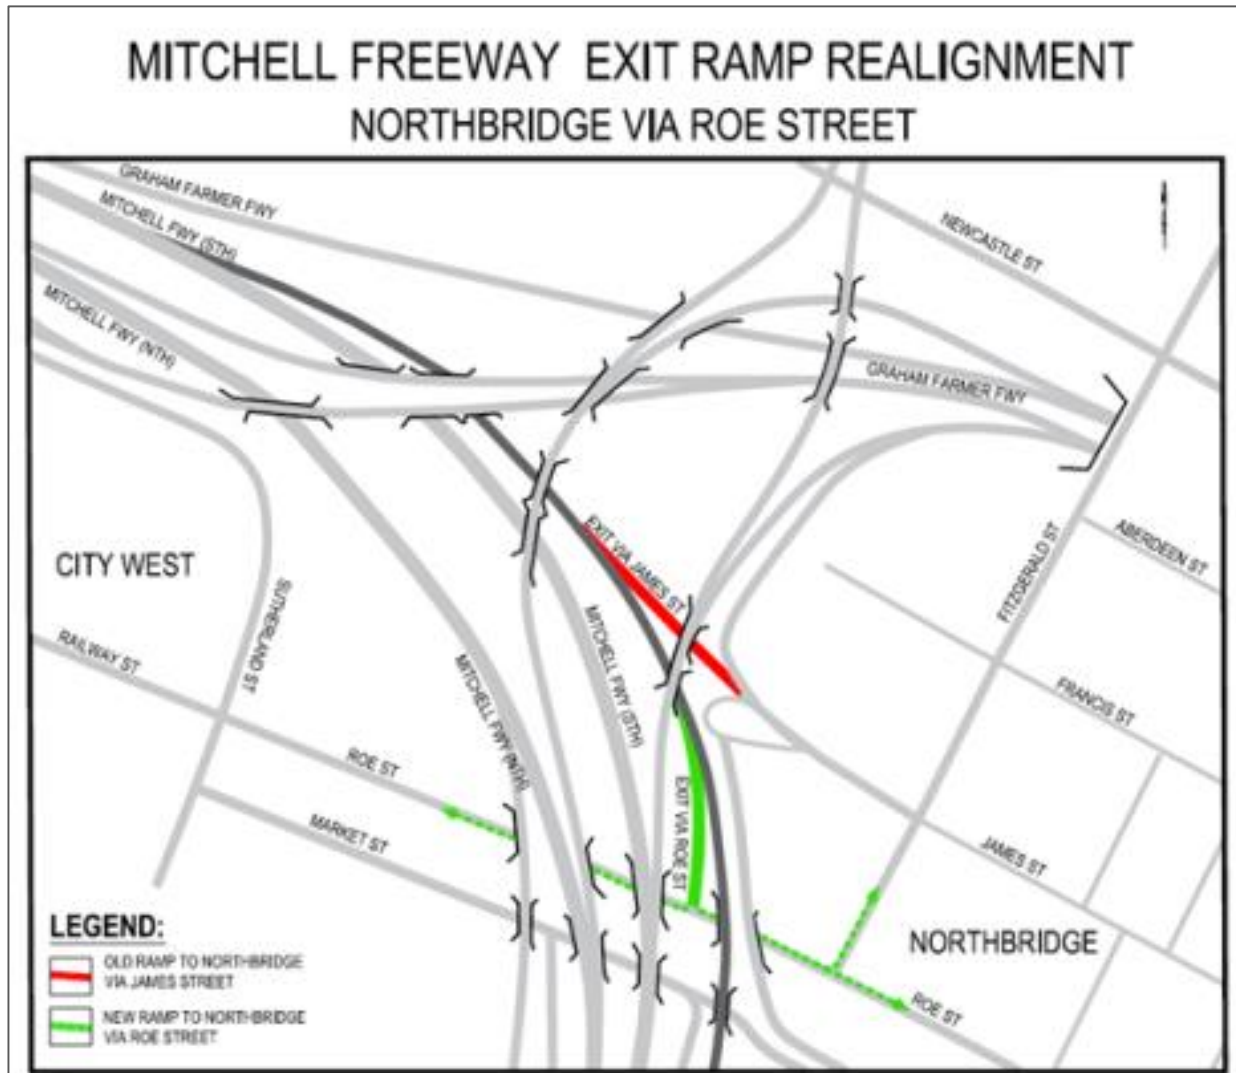 MITCHELL FREEWAY EXIT RAMP REALIGNMENT
NORTHBRIDGE VIA ROE STREET
GRAHAM FARMER FWY
MITCHELL FWY (STH)
MITCHELL FWY (NTH)
NEWCASTLE ST
GRAHAM FARMER FWY
EXIT VIA JAMES ST
FITZGERALD ST
ABERDEEN ST
CITY WEST
SUTHERLAND ST
RAILWAY ST
MITCHELL FWY (STH)
MITCHELL FWY (NTH)
FRANCIS ST
ROE ST
MARKET ST
EXIT VIA ROE ST
JAMES ST
NORTHBRIDGE
ROE ST
LEGEND:
OLD RAMP TO NORTHBRIDGE
VIA JAMES STREET
NEW RAMP TO NORTHBRIDGE
VIA ROE STREET